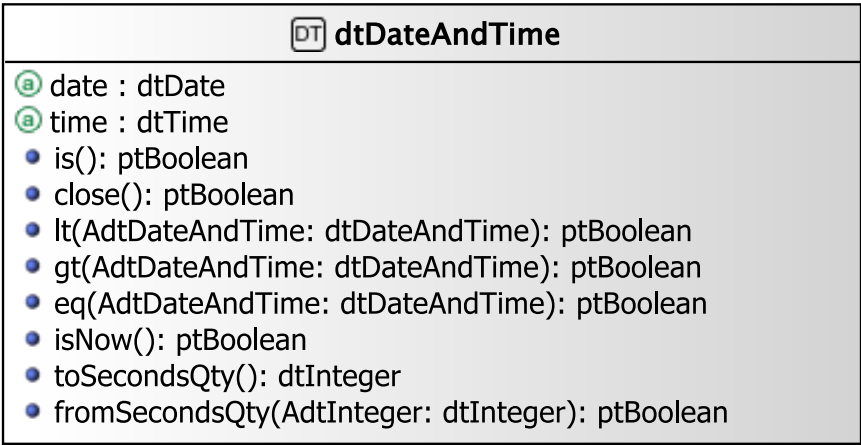 DT dtDateAndTime
a date : dtDate
a time : dtTime
is(): ptBoolean
close(): ptBoolean
lt(AdtDateAndTime: dtDateAndTime): ptBoolean
gt(AdtDateAndTime: dtDateAndTime): ptBoolean
eq(AdtDateAndTime: dtDateAndTime): ptBoolean
isNow(): ptBoolean
toSecondsQty(): dtInteger
fromSecondsQty(AdtInteger: dtInteger): ptBoolean